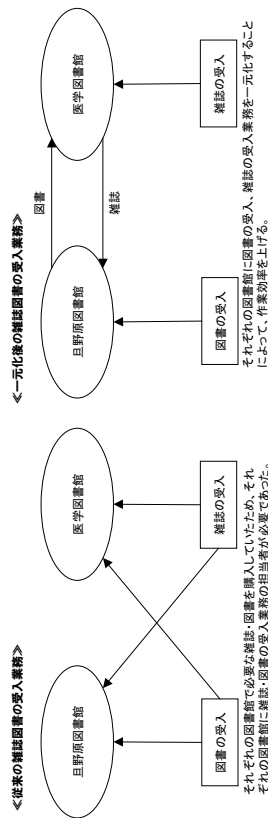 ≪従来の雑誌図書の受入業務≫
旦野原図書館
医学図書館
図書の受入
雑誌の受入
それぞれの図書館で必要な雑誌・図書を購入していたため、それ
ぞれの図書館に雑誌・図書の受入業務の担当者が必要であった。
≪一元化後の雑誌図書の受入業務≫
図書
旦野原図書館
医学図書館
雑誌
図書の受入
雑誌の受入
それぞれの図書館に図書の受入、雑誌の受入業務を一元化すること
によって、作業効率を上げる。